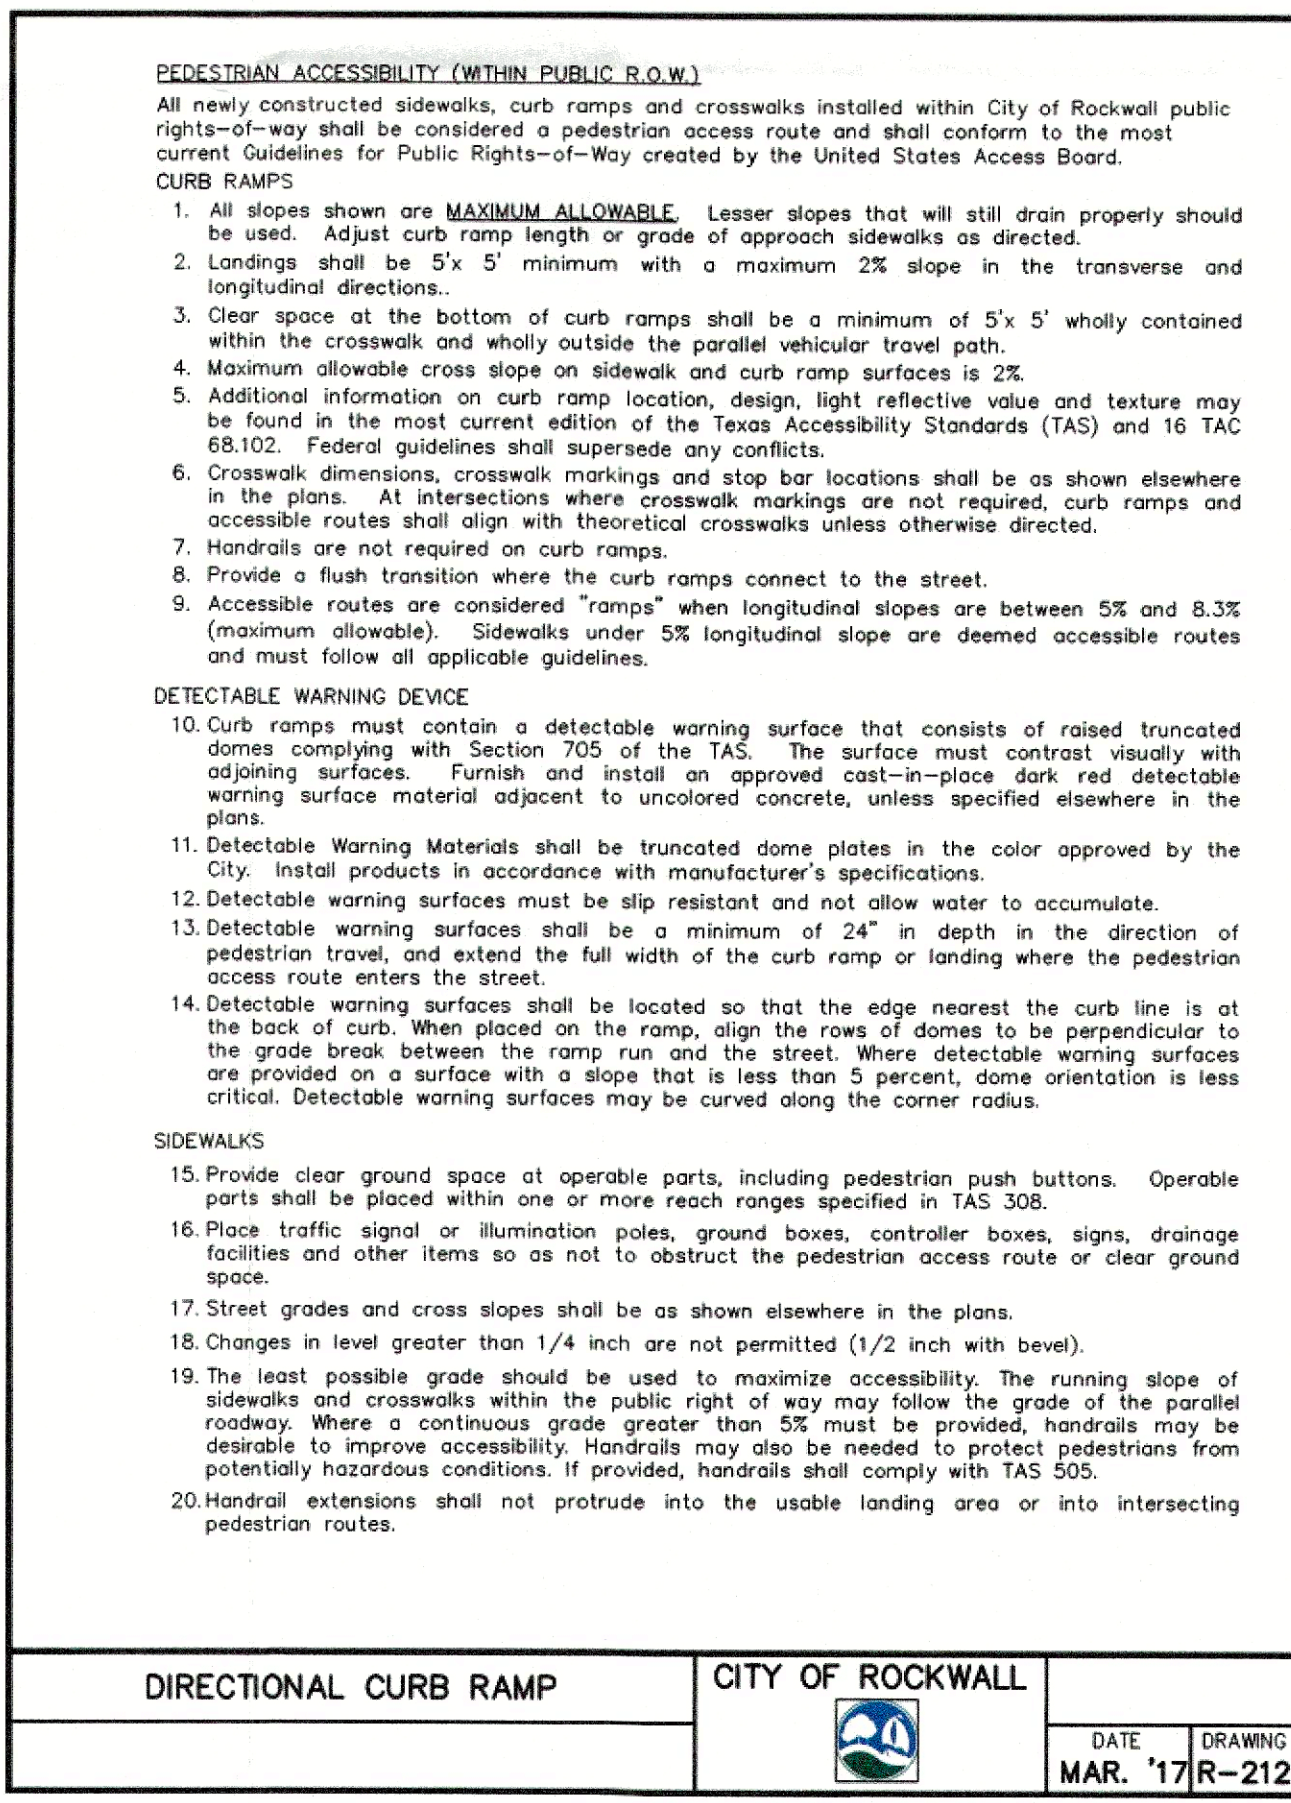 PEDESTRIAN ACCESSIBILITY (WITHIN PUBLIC R.O.W.)
All newly constructed sidewalks, curb ramps and crosswalks installed within City of Rockwall public
rights-of-way shall be considered a pedestrian access route and shall conform to the most
current Guidelines for Public Rights-of-Way created by the United States Access Board.
CURB RAMPS
1. All slopes shown are MAXIMUM ALLOWABLE. Lesser slopes that will still drain properly should
be used. Adjust curb ramp length or grade of approach sidewalks as directed.
2. Landings shall be 5'x 5' minimum with a maximum 2% slope in the transverse and
longitudinal directions..
3. Clear space at the bottom of curb ramps shall be a minimum of 5'x 5' wholly contained
within the crosswalk and wholly outside the parallel vehicular travel path.
4. Maximum allowable cross slope on sidewalk and curb ramp surfaces is 2%.
5. Additional information on curb ramp location, design, light reflective value and texture may
be found in the most current edition of the Texas Accessibility Standards (TAS) and 16 TAC
68.102. Federal guidelines shall supersede any conflicts.
6. Crosswalk dimensions, crosswalk markings and stop bar locations shall be as shown elsewhere
in the plans. At intersections where crosswalk markings are not required, curb ramps and
accessible routes shall align with theoretical crosswalks unless otherwise directed.
7. Handrails are not required on curb ramps.
8. Provide a flush transition where the curb ramps connect to the street.
9. Accessible routes are considered "ramps" when longitudinal slopes are between 5% and 8.3%
(maximum allowable). Sidewalks under 5% longitudinal slope are deemed accessible routes
and must follow all applicable guidelines.
DETECTABLE WARNING DEVICE
10. Curb ramps must contain a detectable warning surface that consists of raised truncated
domes complying with Section 705 of the TAS. The surface must contrast visually with
adjoining surfaces. Furnish and install an approved cast-in-place dark red detectable
warning surface material adjacent to uncolored concrete, unless specified elsewhere in the
plans.
11. Detectable Warning Materials shall be truncated dome plates in the color approved by the
City. Install products in accordance with manufacturer's specifications.
12. Detectable warning surfaces must be slip resistant and not allow water to accumulate.
13. Detectable warning surfaces shall be a minimum of 24" in depth in the direction of
pedestrian travel, and extend the full width of the curb ramp or landing where the pedestrian
access route enters the street.
14. Detectable warning surfaces shall be located so that the edge nearest the curb line is at
the back of curb. When placed on the ramp, align the rows of domes to be perpendicular to
the grade break between the ramp run and the street. Where detectable warning surfaces
are provided on a surface with a slope that is less than 5 percent, dome orientation is less
critical. Detectable warning surfaces may be curved along the corner radius.
SIDEWALKS
15. Provide clear ground space at operable parts, including pedestrian push buttons. Operable
parts shall be placed within one or more reach ranges specified in TAS 308.
16. Place traffic signal or illumination poles, ground boxes, controller boxes, signs, drainage
facilities and other items so as not to obstruct the pedestrian access route or clear ground
space.
17. Street grades and cross slopes shall be as shown elsewhere in the plans.
18. Changes in level greater than 1/4 inch are not permitted (1/2 inch with bevel).
19. The least possible grade should be used to maximize accessibility. The running slope of
sidewalks and crosswalks within the public right of way may follow the grade of the parallel
roadway. Where a continuous grade greater than 5% must be provided, handrails may be
desirable to improve accessibility. Handrails may also be needed to protect pedestrians from
potentially hazardous conditions. If provided, handrails shall comply with TAS 505.
20. Handrail extensions shall not protrude into the usable landing area or into intersecting
pedestrian routes.
DIRECTIONAL CURB RAMP
CITY OF ROCKWALL
DATE
MAR. '17
DRAWING
R-212